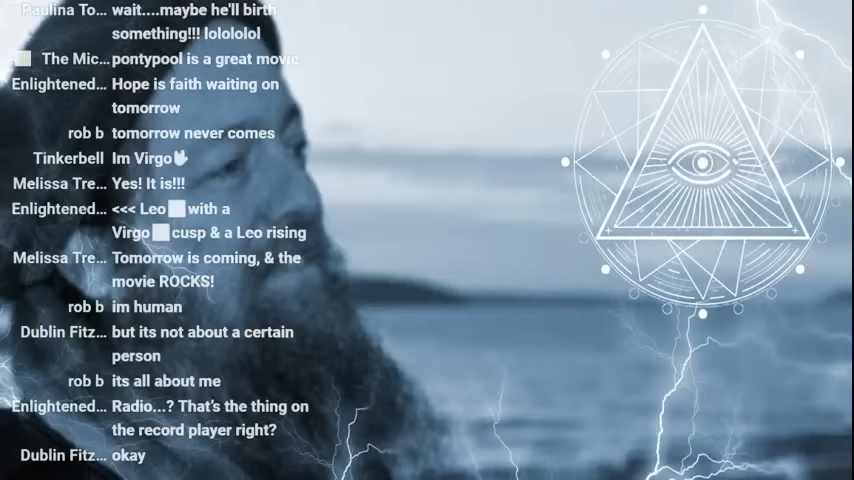 Paulina To... wait....maybe he'll birth
something!!! lolololol
The Mic... pontypool is a great movie
Enlightened... Hope is faith waiting on
tomorrow
rob b tomorrow never comes
Tinkerbell Im Virgo🤟
Melissa Tre... Yes! It is!!!
Enlightened... <<< Leo with a
Virgo cusp & a Leo rising
Melissa Tre... Tomorrow is coming, & the
movie ROCKS!
rob b im human
Dublin Fitz... but its not about a certain
person
rob b its all about me
Enlightened... Radio...? That's the thing on
the record player right?
Dublin Fitz... okay